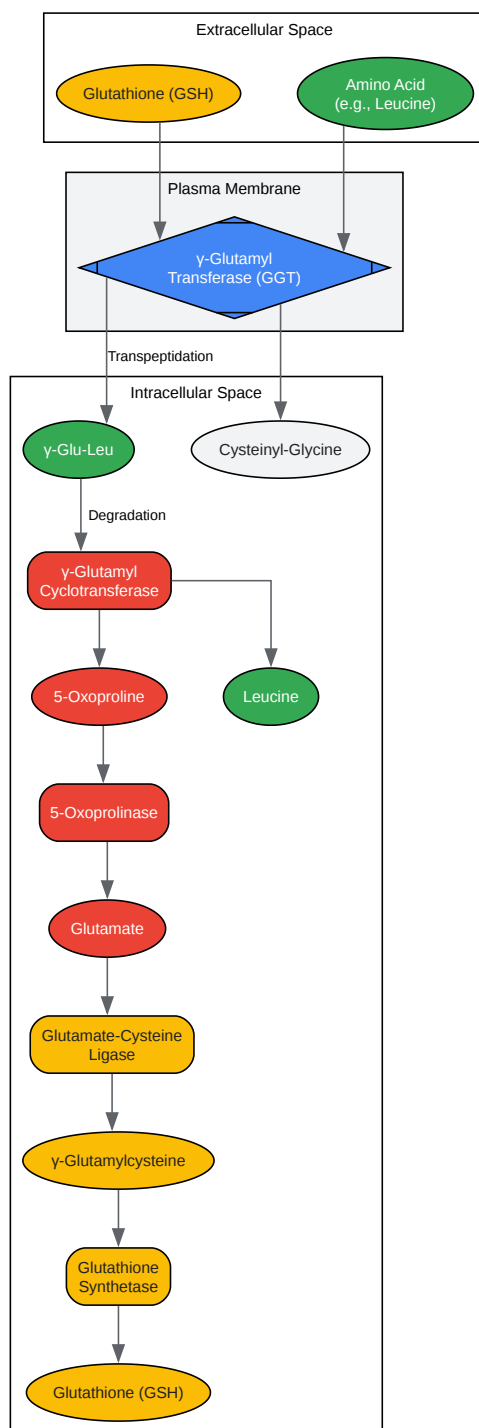 Extracellular Space
Glutathione (GSH)
Amino Acid
(e.g., Leucine)
Plasma Membrane
γ-Glutamyl
Transferase (GGT)
Transpeptidation
Intracellular Space
γ-Glu-Leu
Cysteinyl-Glycine
Degradation
γ-Glutamyl
Cyclotransferase
5-Oxoproline
Leucine
5-Oxoprolinase
Glutamate
Glutamate-Cysteine
Ligase
γ-Glutamylcysteine
Glutathione
Synthetase
Glutathione (GSH)